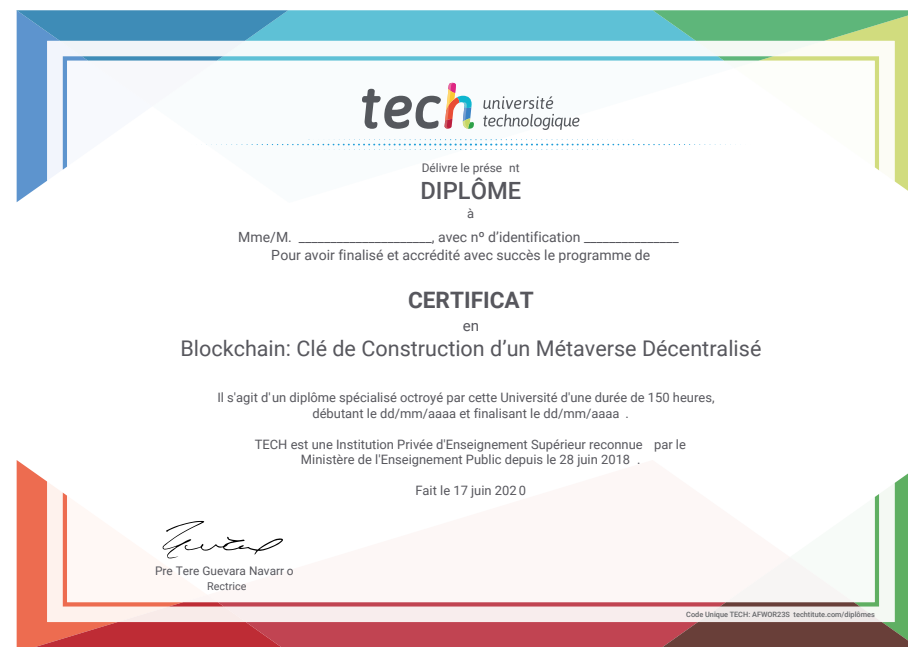 tech université
technologique
Délivre le prése nt
DIPLÔME
à
Mme/M. ___________________, avec nº d'identification ______________
Pour avoir finalisé et accrédité avec succès le programme de
CERTIFICAT
en
Blockchain: Clé de Construction d'un Métaverse Décentralisé
Il s'agit d'un diplôme spécialisé octroyé par cette Université d'une durée de 150 heures,
débutant le dd/mm/aaaa et finalisant le dd/mm/aaaa .
TECH est une Institution Privée d'Enseignement Supérieur reconnue par le
Ministère de l'Enseignement Public depuis le 28 juin 2018 .
Fait le 17 juin 2020
Pre Tere Guevara Navarr o
Rectrice
Code Unique TECH: AFWOR23S techtitute.com/diplômes